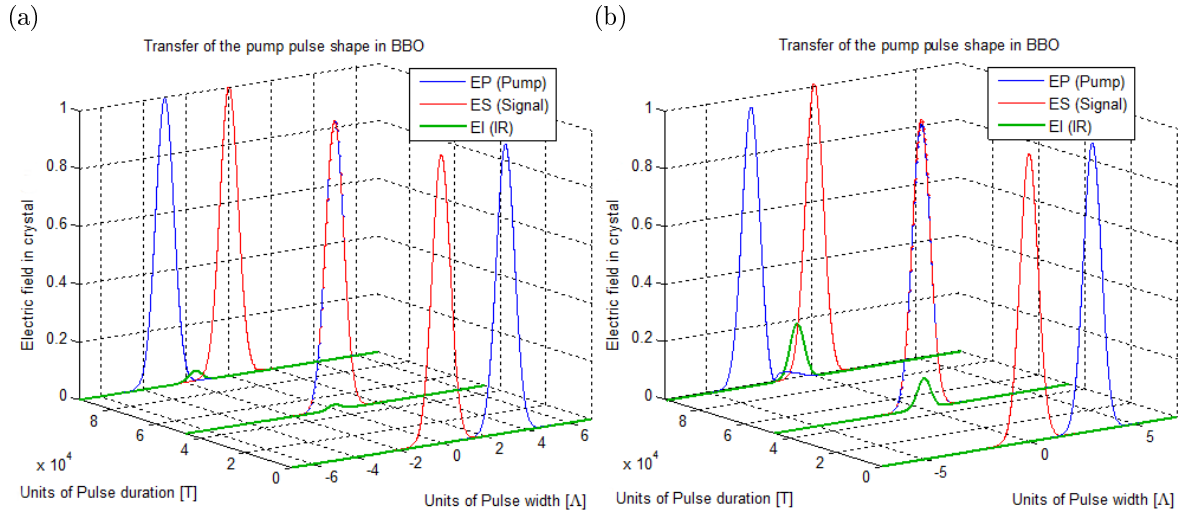 (a)
Transfer of the pump pulse shape in BBO
EP (Pump)
ES (Signal)
EI (IR)
Electric field in crystal
1
0.8
0.6
0.4
0.2
0
8
6
4
2
0
x 10^4
Units of Pulse duration [T]
-6
-4
-2
0
2
4
6
Units of Pulse width [Λ]
(b)
Transfer of the pump pulse shape in BBO
EP (Pump)
ES (Signal)
EI (IR)
Electric field in crystal
1
0.8
0.6
0.4
0.2
0
8
6
4
2
0
x 10^4
Units of Pulse duration [T]
-5
0
5
Units of Pulse width [Λ]